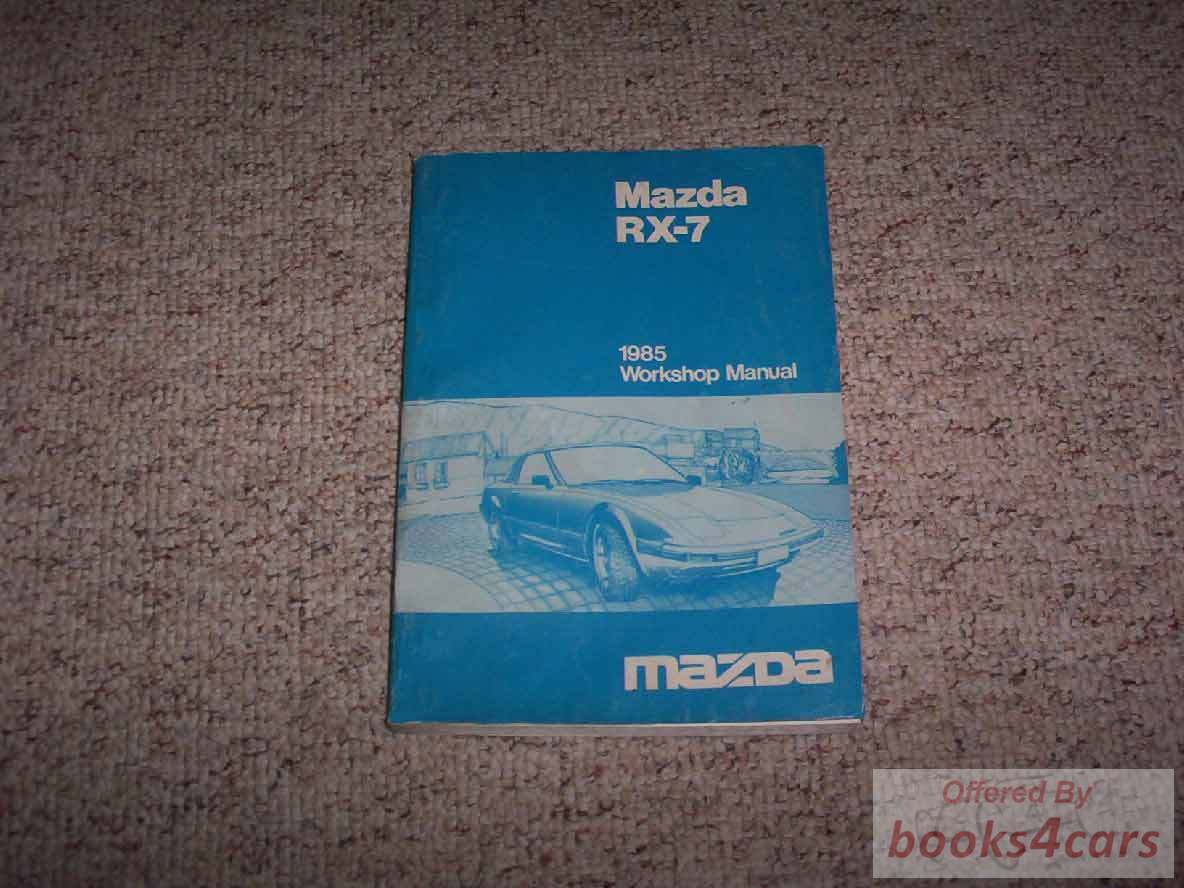 Mazda
RX-7
1985
Workshop Manual
mazda
Offered By
books4cars